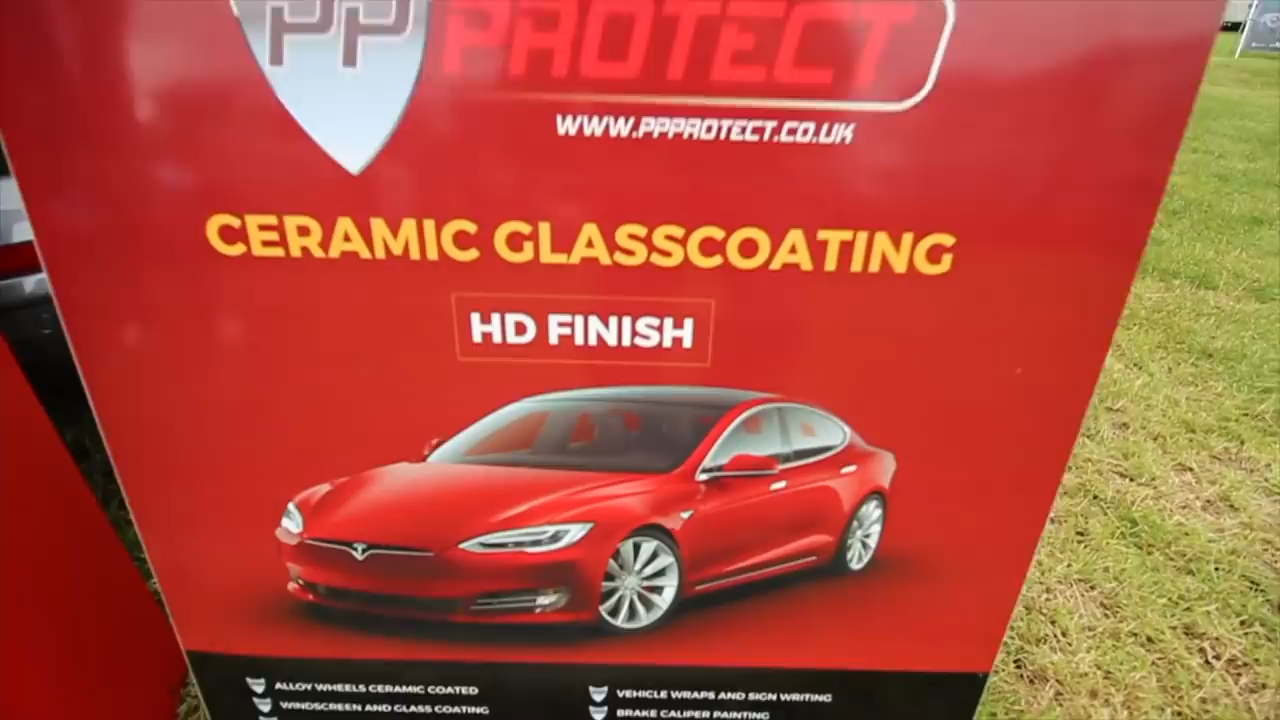 PP PROTECT
WWW.PPPROTECT.CO.UK
CERAMIC GLASSCOATING
HD FINISH
ALLOY WHEELS CERAMIC COATED
WINDSCREEN AND GLASS COATING
VEHICLE WRAPS AND SIGN WRITING
BRAKE CALIPER PAINTING